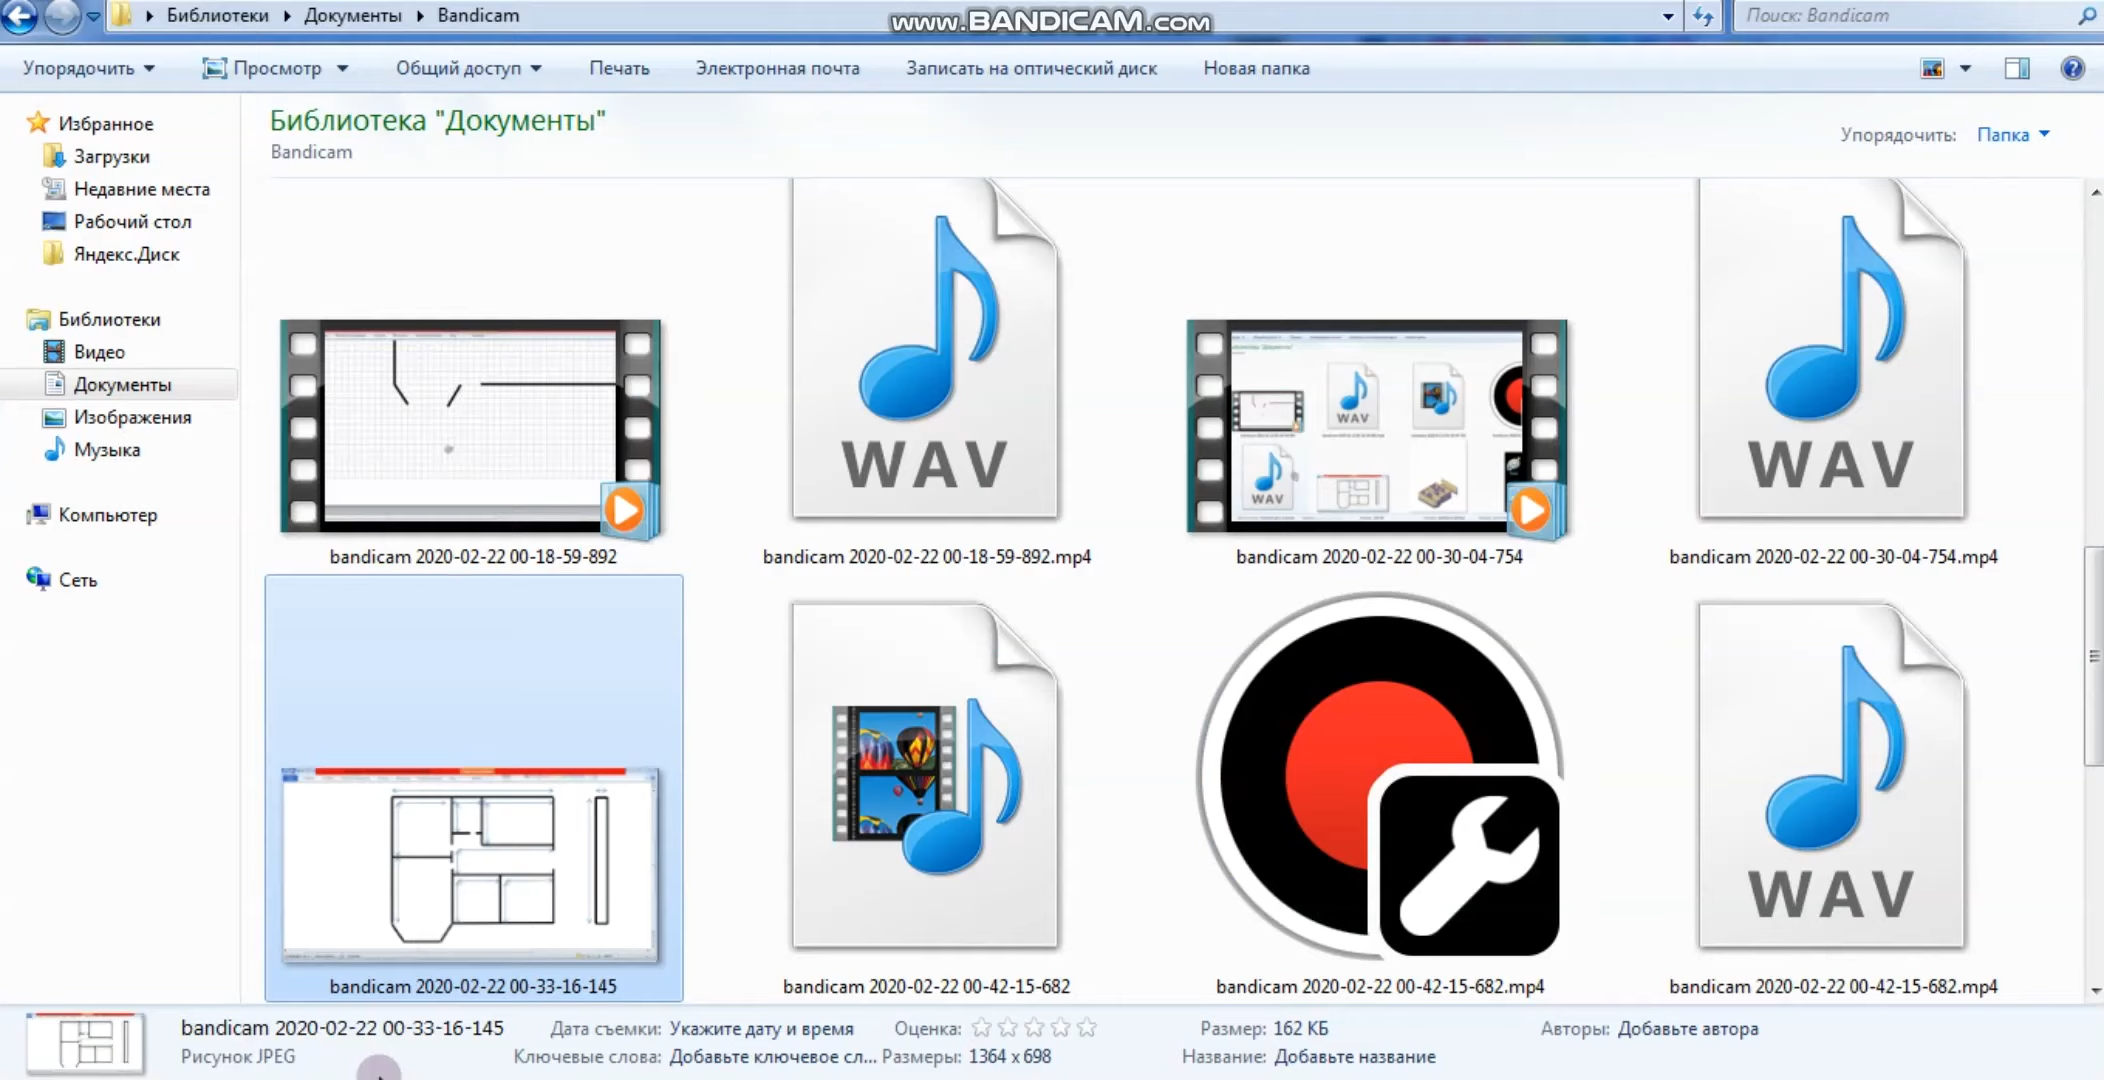 Библиотеки Документы Bandicam
www.BANDICAM.com
Поиск: Bandicam
Упорядочить Просмотр Общий доступ Печать Электронная почта Записать на оптический диск Новая папка
Избранное
Загрузки
Недавние места
Рабочий стол
Яндекс.Диск
Библиотеки
Видео
Документы
Изображения
Музыка
Компьютер
Сеть
Библиотека "Документы"
Bandicam
Упорядочить: Папка
WAV
WAV
WAV
bandicam 2020-02-22 00-18-59-892
bandicam 2020-02-22 00-18-59-892.mp4
bandicam 2020-02-22 00-30-04-754
bandicam 2020-02-22 00-30-04-754.mp4
WAV
WAV
bandicam 2020-02-22 00-33-16-145
bandicam 2020-02-22 00-42-15-682
bandicam 2020-02-22 00-42-15-682.mp4
bandicam 2020-02-22 00-42-15-682.mp4
bandicam 2020-02-22 00-33-16-145 Дата съемки: Укажите дату и время Оценка: Размер: 162 КБ Авторы: Добавьте автора
Рисунок JPEG Ключевые слова: Добавьте ключевое сл... Размеры: 1364 x 698 Название: Добавьте название